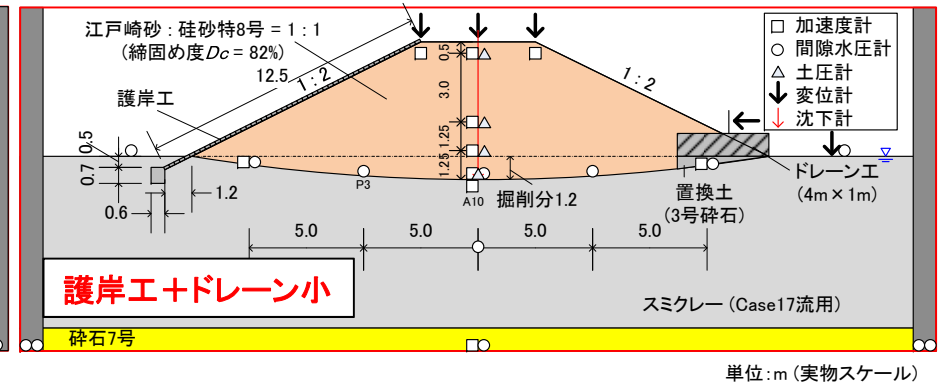 江戸崎砂：硅砂特8号 = 1：1
(締固め度Dc = 82%)
12.5
1：2
護岸工
0.5
0.7
0.6
1.2
0.5
3.0
1.25
1.25
1：2
加速度計
間隙水圧計
土圧計
変位計
沈下計
P3
A10
掘削分1.2
置換土
(3号砕石)
ドレーン工
(4m×1m)
5.0
5.0
5.0
5.0
護岸工＋ドレーン小
スミクレー (Case17流用)
砕石7号
単位：m (実物スケール)